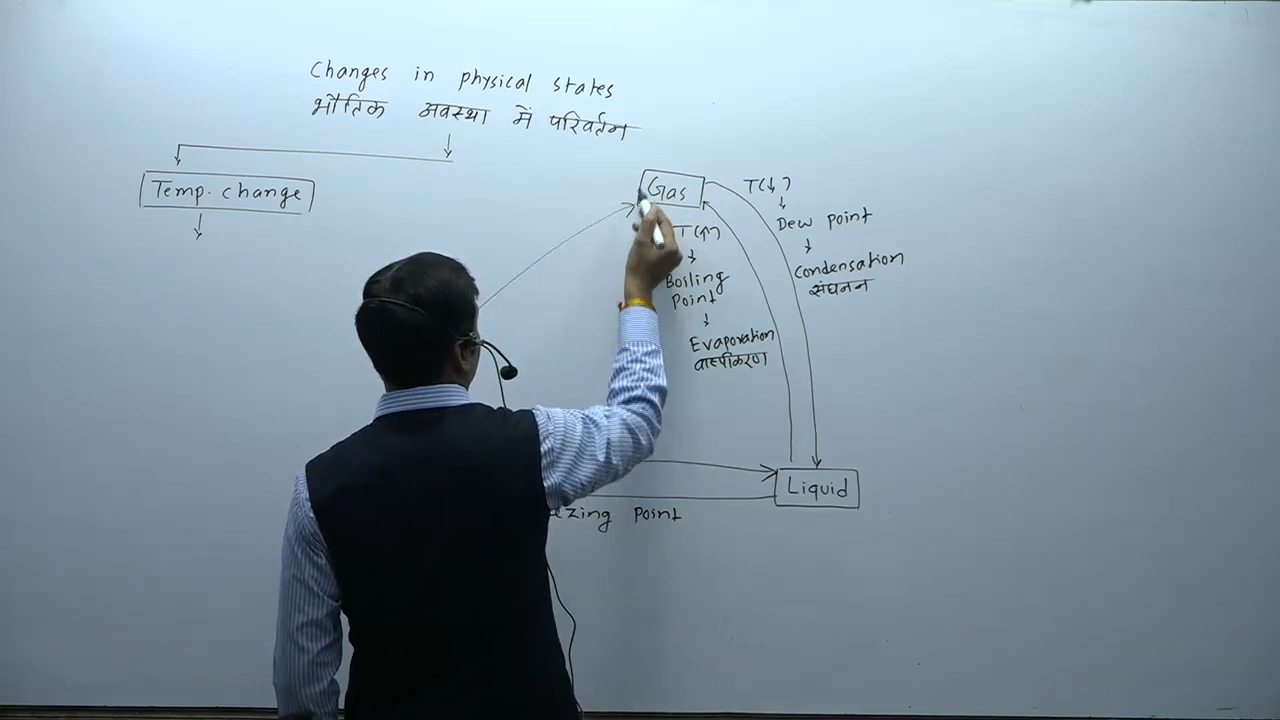 Changes in physical states
भौतिक अवस्था में परिवर्तन
Temp. change
Gas
T(↓)
↓
Dew point
↓
Condensation
संघनन
T(↑)
↓
Boiling
Point
↓
Evaporation
वाष्पीकरण
Liquid
Point